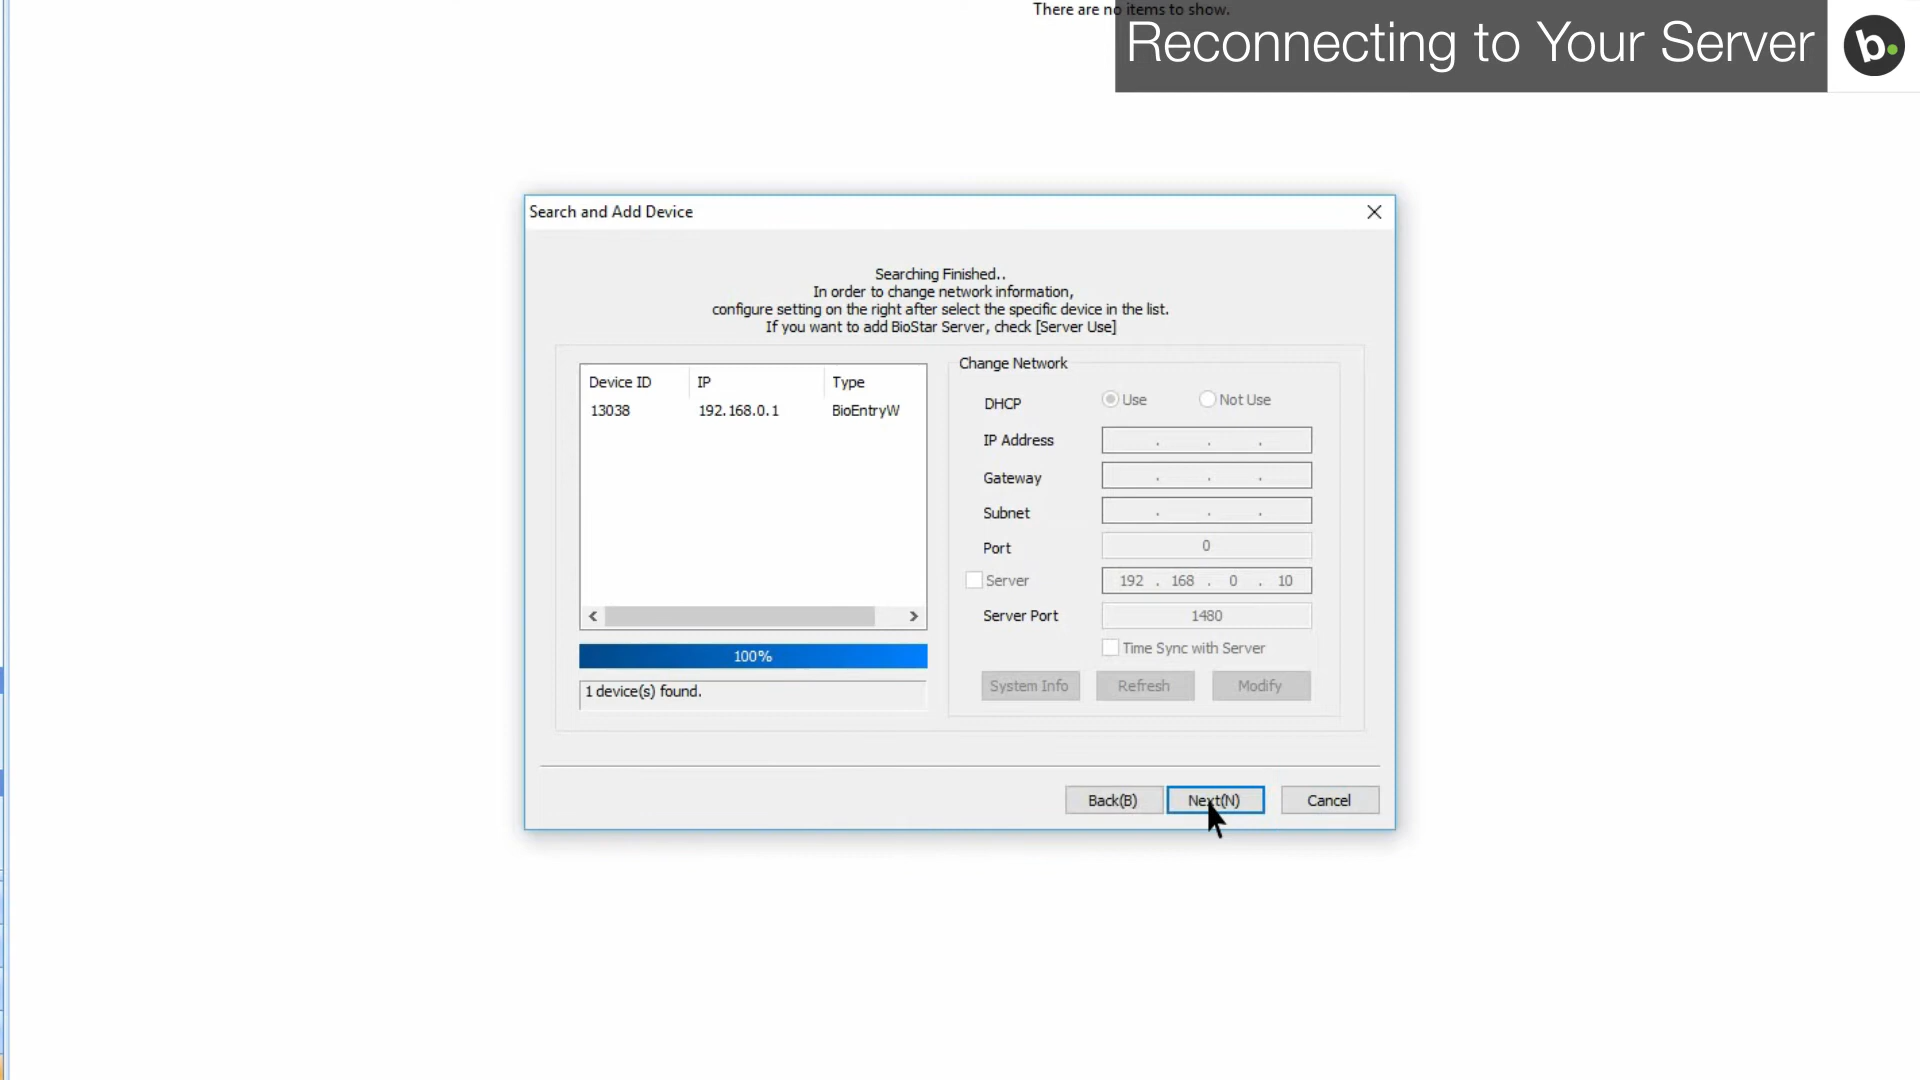 There are no items to show.
Reconnecting to Your Server
b.
Search and Add Device
Searching Finished..
In order to change network information,
configure setting on the right after select the specific device in the list.
If you want to add BioStar Server, check [Server Use]
Device ID IP Type
13038 192.168.0.1 BioEntryW
100%
1 device(s) found.
Change Network
DHCP Use Not Use
IP Address . . .
Gateway . . .
Subnet . . .
Port 0
Server 192 . 168 . 0 . 10
Server Port 1480
Time Sync with Server
System Info Refresh Modify
Back(B) Next(N) Cancel